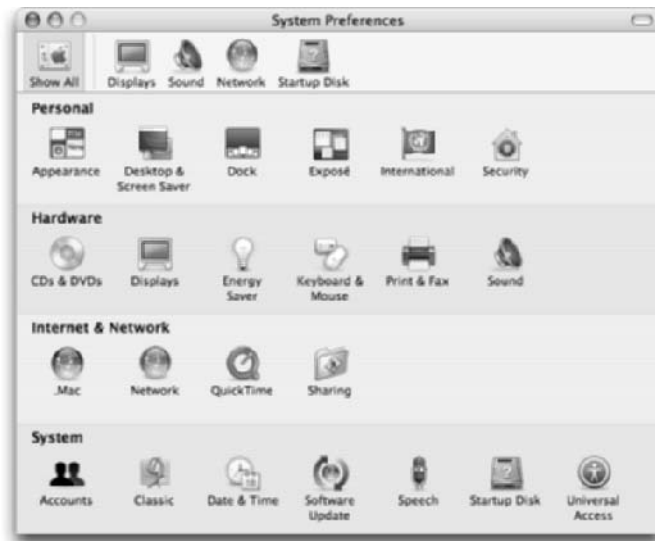 System Preferences
Show All Displays Sound Network Startup Disk
Personal
Appearance Desktop & Screen Saver Dock Exposé International Security
Hardware
CDs & DVDs Displays Energy Saver Keyboard & Mouse Print & Fax Sound
Internet & Network
.Mac Network QuickTime Sharing
System
Accounts Classic Date & Time Software Update Speech Startup Disk Universal Access